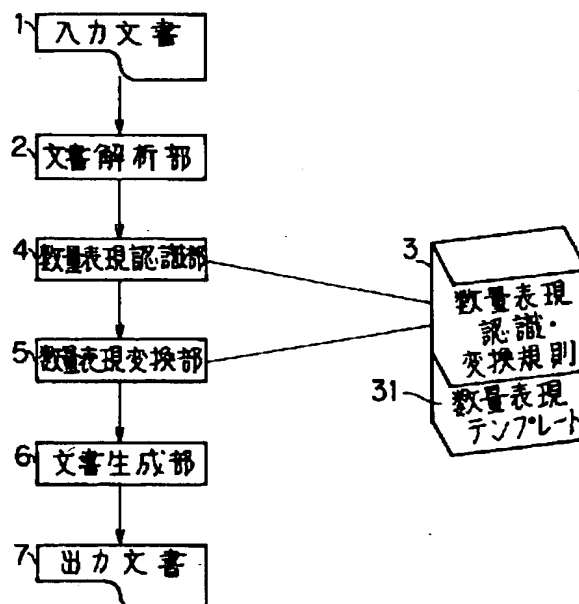 1 入力文書
2 文書解析部
4 数量表現認識部
5 数量表現変換部
6 文書生成部
7 出力文書
3
数量表現
認識・
変換規則
31
数量表現
テンプレート